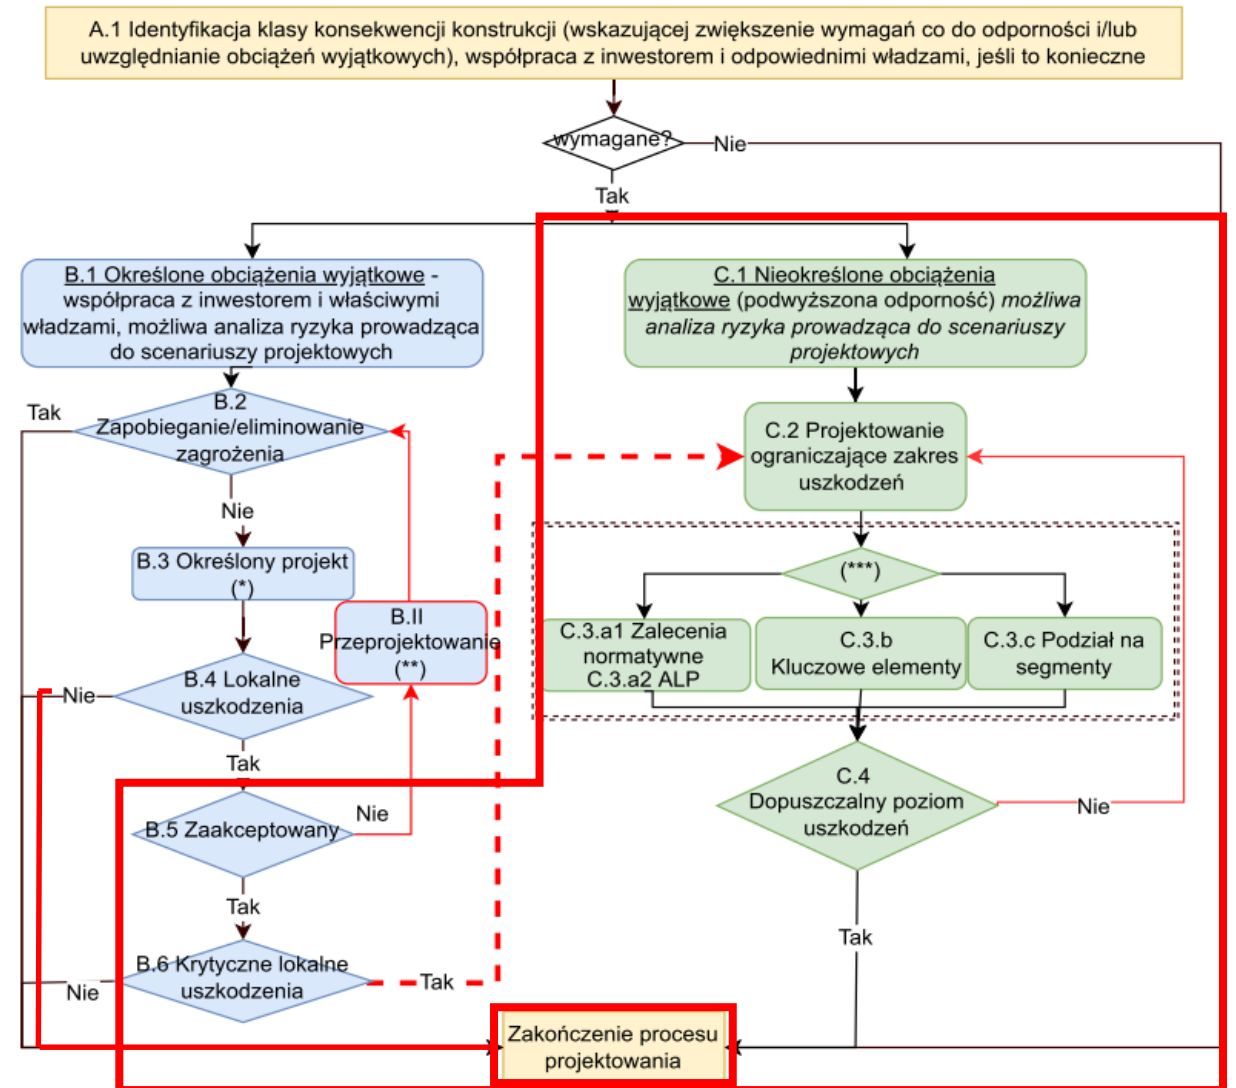 A.1 Identyfikacja klasy konsekwencji konstrukcji (wskazującej zwiększenie wymagań co do odporności i/lub
uwzględnianie obciążeń wyjątkowych), współpraca z inwestorem i odpowiednimi władzami, jeśli to konieczne
wymagane?
Nie
Tak
B.1 Określone obciążenia wyjątkowe -
współpraca z inwestorem i właściwymi
władzami, możliwa analiza ryzyka prowadząca
do scenariuszy projektowych
C.1 Nieokreślone obciążenia
wyjątkowe (podwyższona odporność) możliwa
analiza ryzyka prowadząca do scenariuszy
projektowych
Tak
B.2
Zapobieganie/eliminowanie
zagrożenia
C.2 Projektowanie
ograniczające zakres
uszkodzeń
Nie
B.3 Określony projekt
(*)
(***)
B.II
Przeprojektowanie
(**)
C.3.a1 Zalecenia
normatywne
C.3.a2 ALP
C.3.b
Kluczowe elementy
C.3.c Podział na
segmenty
B.4 Lokalne
uszkodzenia
Nie
Tak
C.4
Dopuszczalny poziom
uszkodzeń
Nie
B.5 Zaakceptowany
Nie
Tak
Tak
B.6 Krytyczne lokalne
uszkodzenia
Tak
Nie
Zakończenie procesu
projektowania